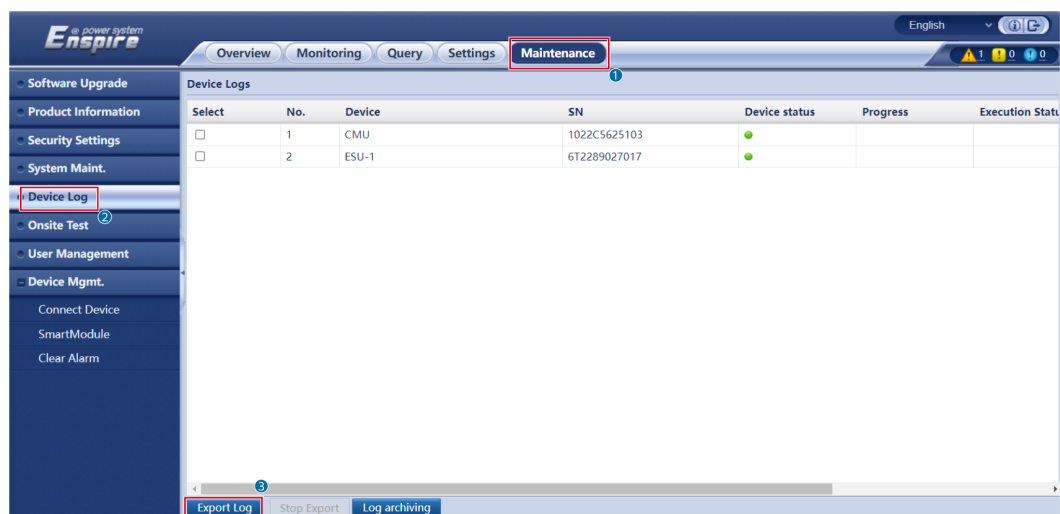 @ power system
Enspire
English
Overview Monitoring Query Settings Maintenance
1 0 0
1
Software Upgrade
Product Information
Security Settings
System Maint.
Device Log
2
Onsite Test
User Management
Device Mgmt.
Connect Device
SmartModule
Clear Alarm
Device Logs
Select No. Device SN Device status Progress Execution Statu
1 CMU 1022C5625103
2 ESU-1 6T2289027017
3
Export Log Stop Export Log archiving